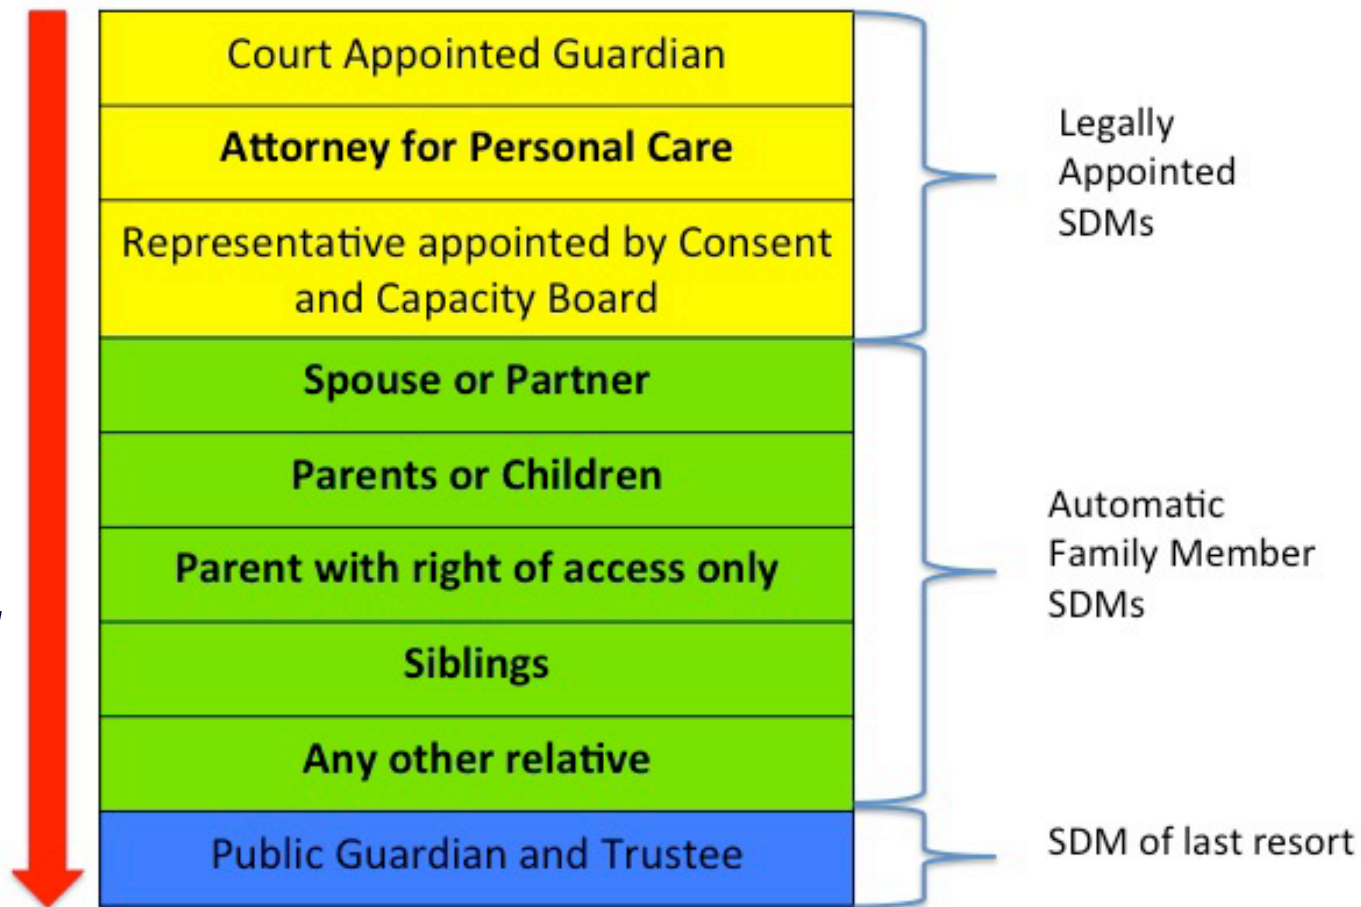 Court Appointed Guardian
Attorney for Personal Care
Representative appointed by Consent
and Capacity Board
Spouse or Partner
Parents or Children
Parent with right of access only
Siblings
Any other relative
Public Guardian and Trustee
Legally
Appointed
SDMs
Automatic
Family Member
SDMs
SDM of last resort